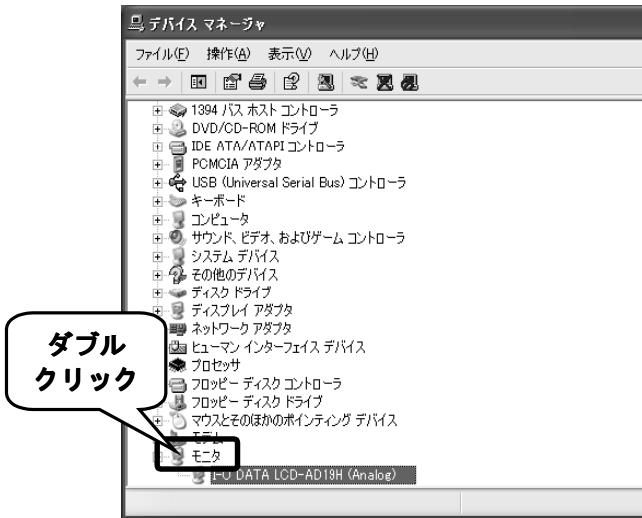 デバイス マネージャ
ファイル(F) 操作(A) 表示(V) ヘルプ(H)
1394 バス ホスト コントローラ
DVD/CD-ROM ドライブ
IDE ATA/ATAPI コントローラ
PCMCIA アダプタ
USB (Universal Serial Bus) コントローラ
キーボード
コンピュータ
サウンド、ビデオ、およびゲーム コントローラ
システム デバイス
その他のデバイス
ディスク ドライブ
ディスプレイ アダプタ
ネットワーク アダプタ
ヒューマン インターフェイス デバイス
プロセッサ
フロッピー ディスク コントローラ
フロッピー ディスク ドライブ
マウスとそのほかのポインティング デバイス
モデム
モニタ
I-O DATA LCD-AD19H (Analog)
ダブル
クリック